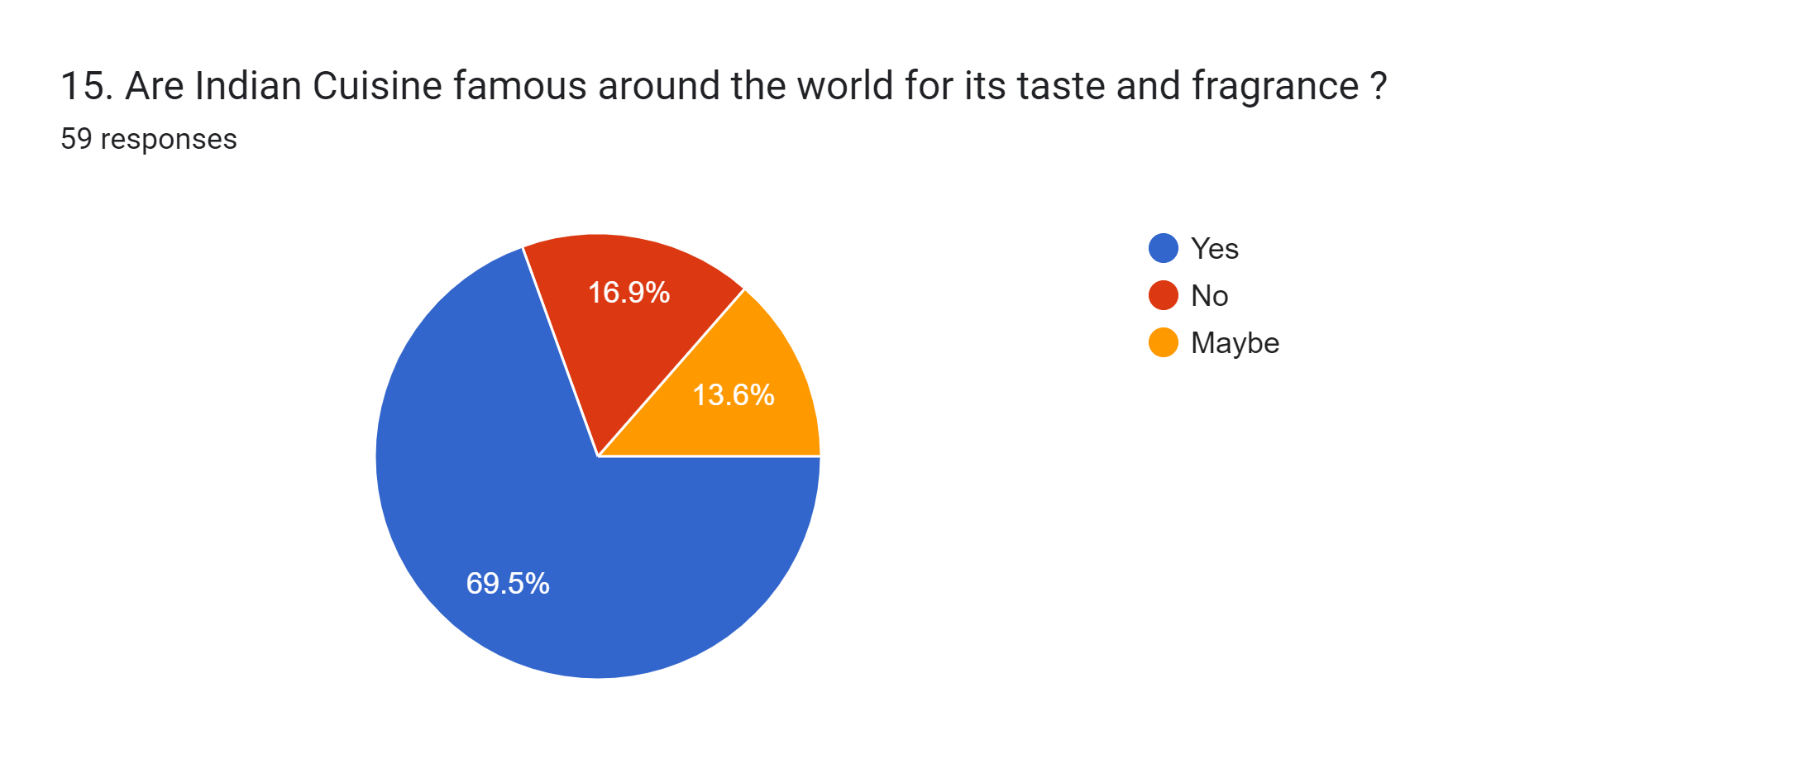 15. Are Indian Cuisine famous around the world for its taste and fragrance ?
59 responses
Yes
No
Maybe
16.9%
13.6%
69.5%